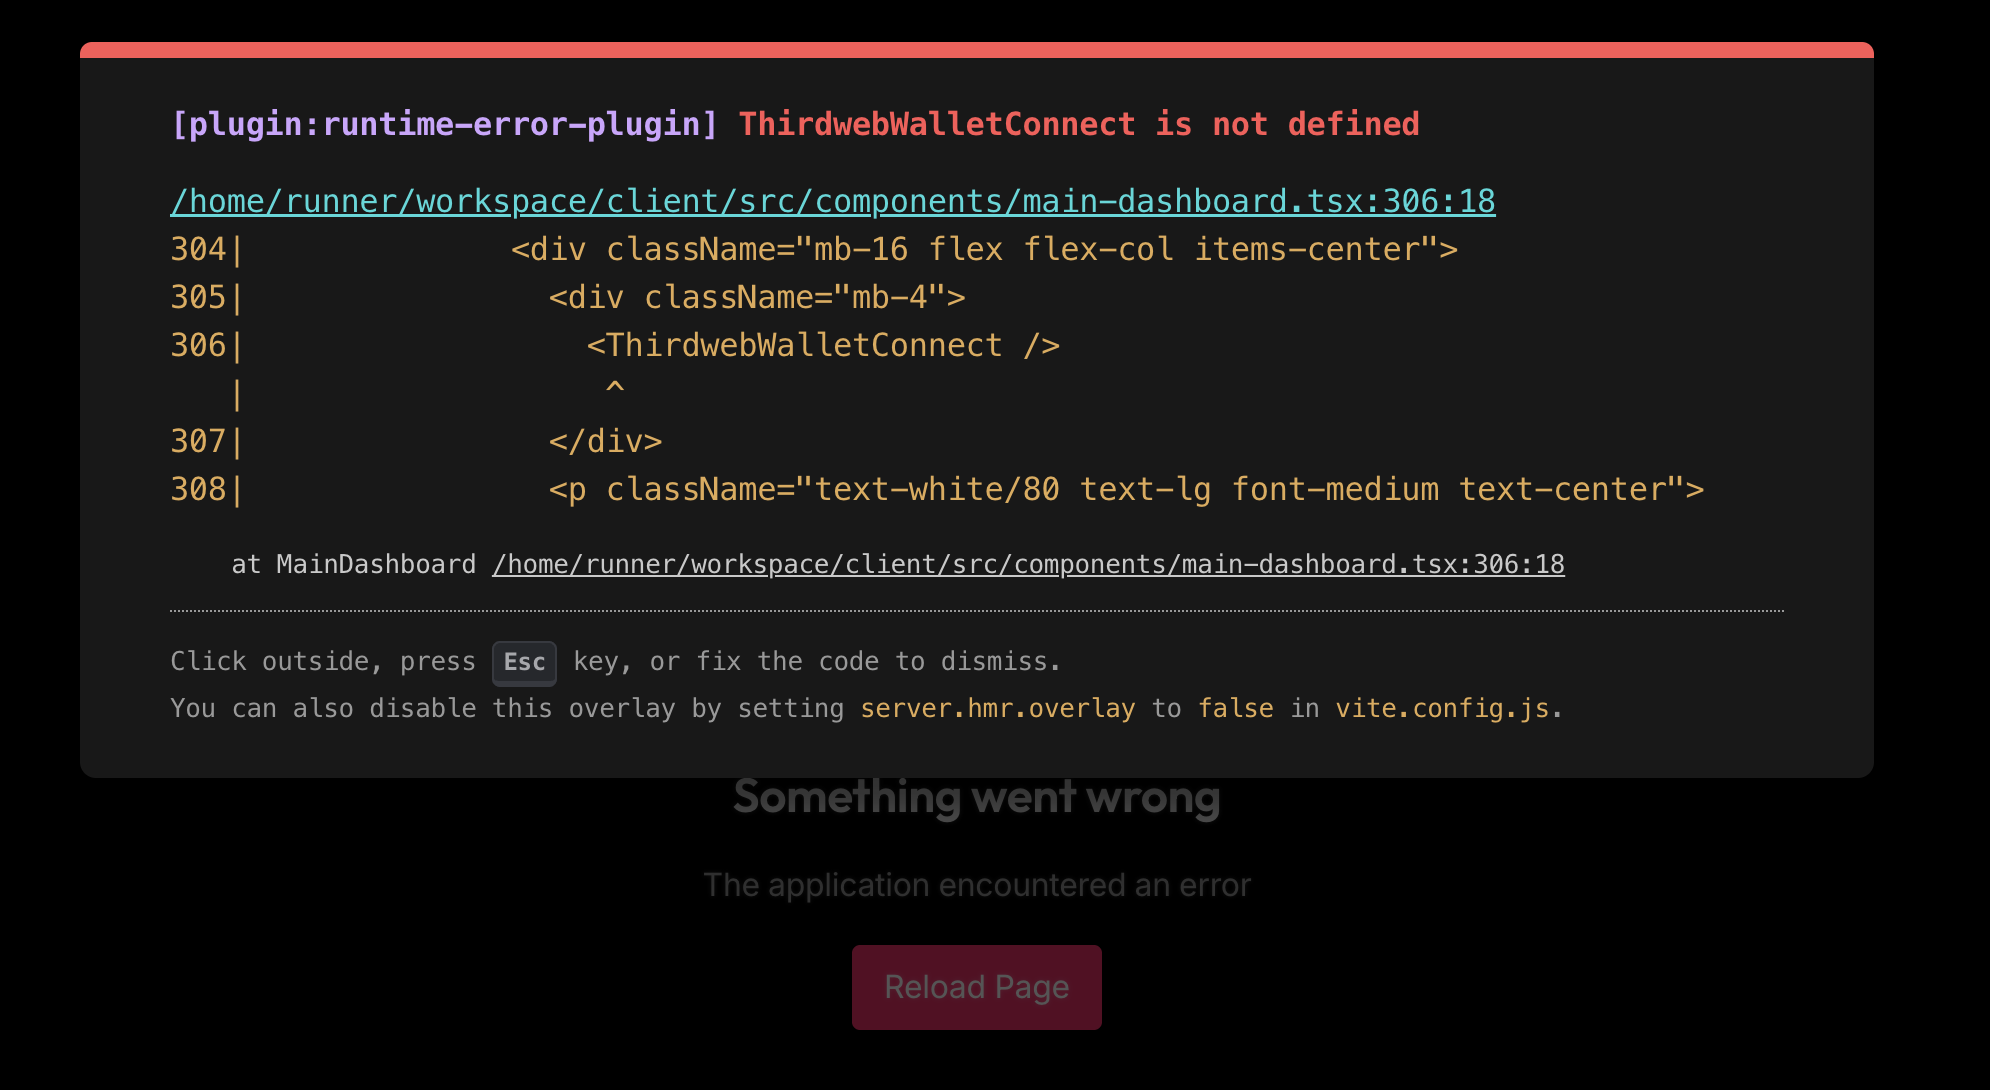 [plugin:runtime-error-plugin] ThirdwebWalletConnect is not defined
/home/runner/workspace/client/src/components/main-dashboard.tsx:306:18
304|              <div className="mb-16 flex flex-col items-center">
305|                <div className="mb-4">
306|                  <ThirdwebWalletConnect />
   |                   ^
307|                </div>
308|                <p className="text-white/80 text-lg font-medium text-center">
at MainDashboard /home/runner/workspace/client/src/components/main-dashboard.tsx:306:18
Click outside, press Esc key, or fix the code to dismiss.
You can also disable this overlay by setting server.hmr.overlay to false in vite.config.js.
Something went wrong
The application encountered an error
Reload Page